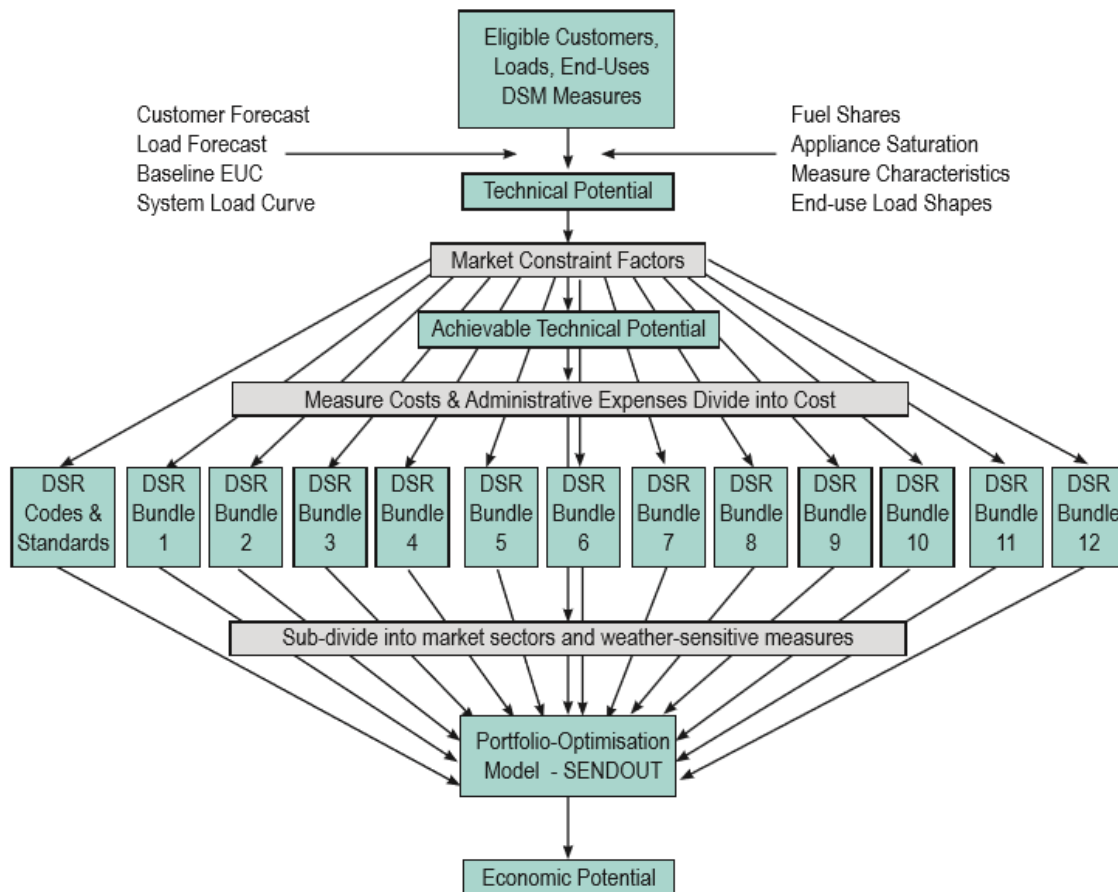 Eligible Customers,
Loads, End-Uses
DSM Measures
Customer Forecast
Load Forecast
Baseline EUC
System Load Curve
Fuel Shares
Appliance Saturation
Measure Characteristics
End-use Load Shapes
Technical Potential
Market Constraint Factors
Achievable Technical Potential
Measure Costs & Administrative Expenses Divide into Cost
DSR
Codes &
Standards
DSR
Bundle
1
DSR
Bundle
2
DSR
Bundle
3
DSR
Bundle
4
DSR
Bundle
5
DSR
Bundle
6
DSR
Bundle
7
DSR
Bundle
8
DSR
Bundle
9
DSR
Bundle
10
DSR
Bundle
11
DSR
Bundle
12
Sub-divide into market sectors and weather-sensitive measures
Portfolio-Optimisation
Model - SENDOUT
Economic Potential